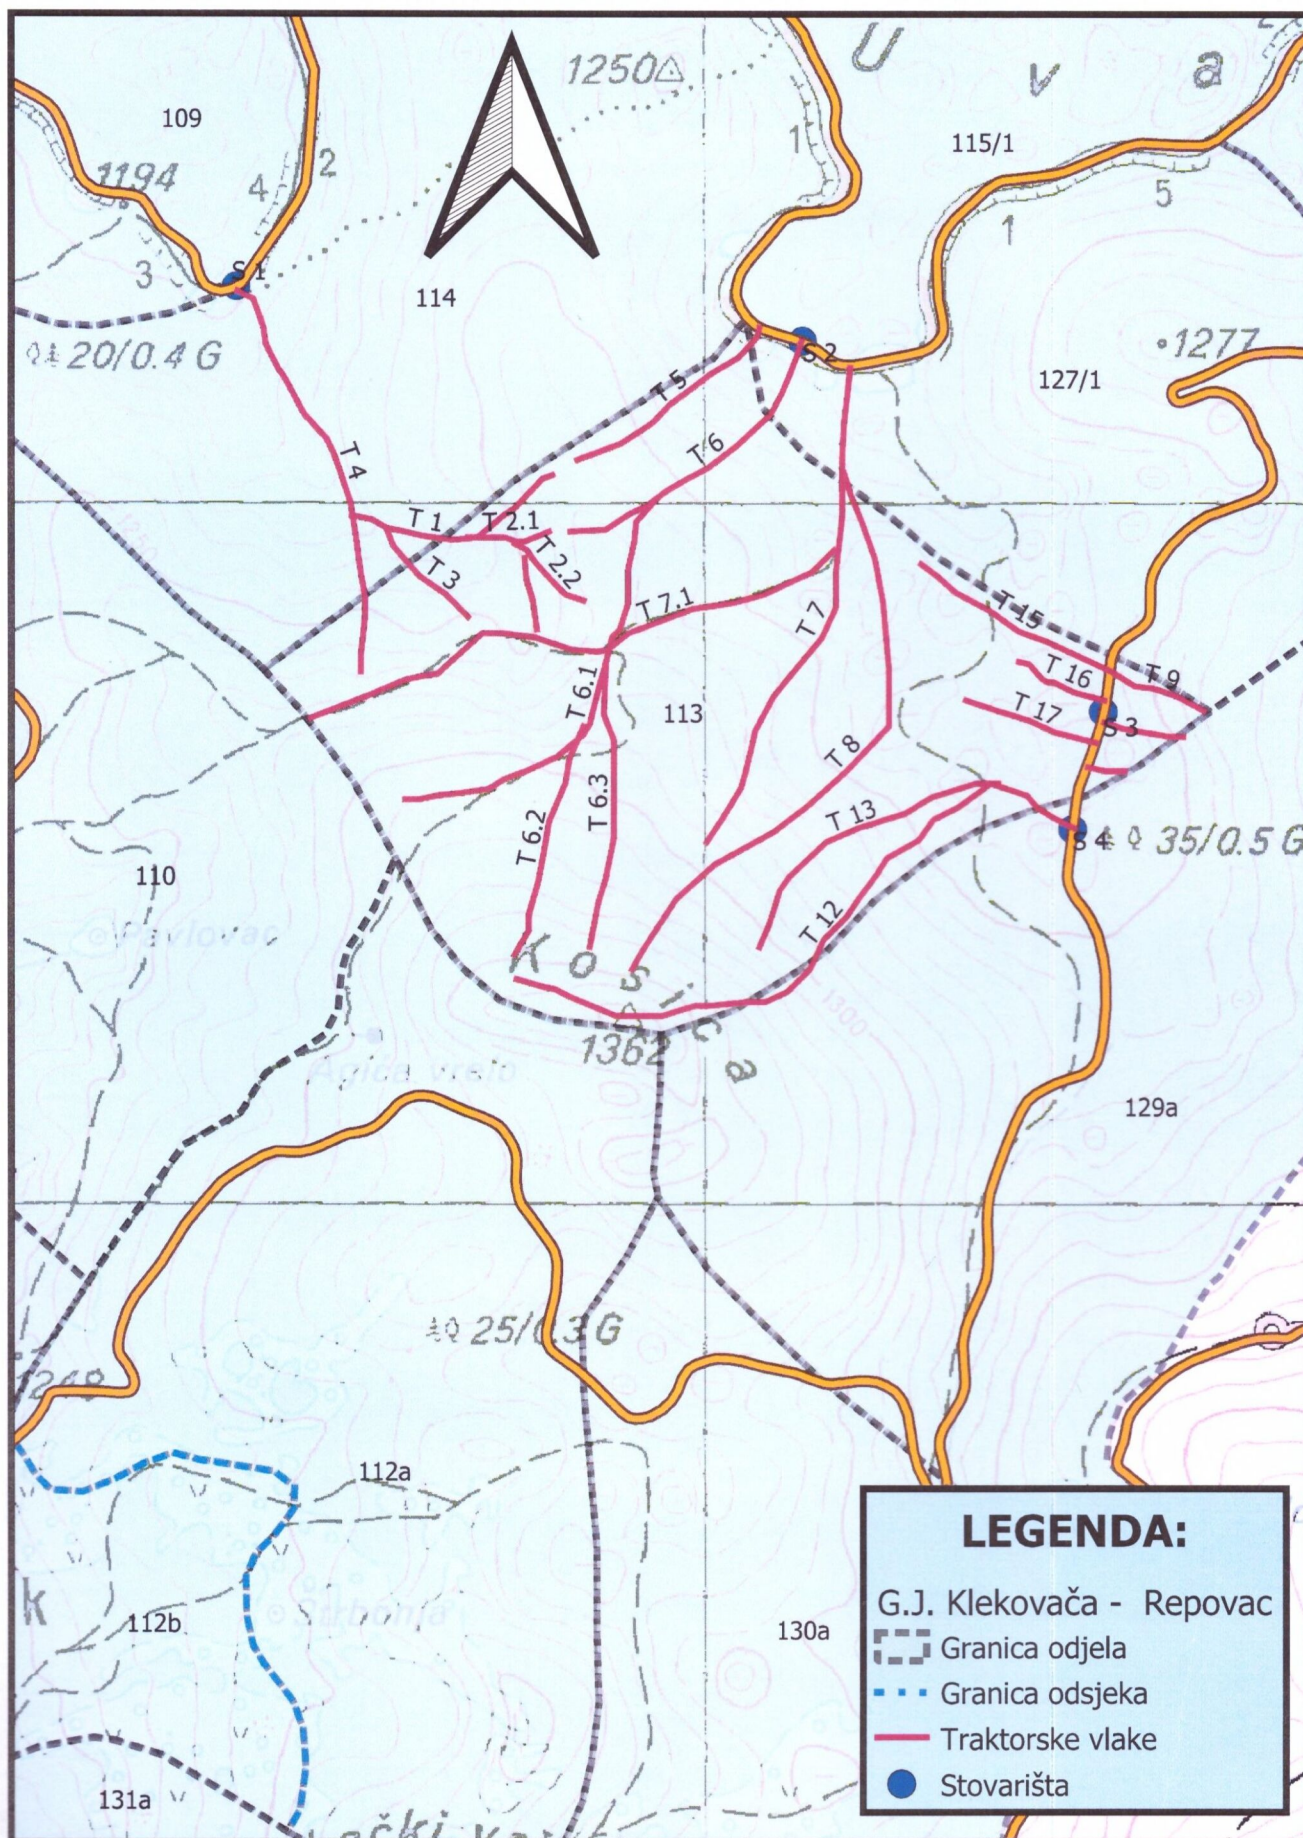 1250
U
v
a
109
1
115/1
2
1194
4
5
1
3
S 1
114
20/0.4 G
S 2
1277
127/1
T 5
T 6
T 4
T 1
T 2.1
T 2.2
T 3
T 7.1
T 7
T 15
T 16
T 9
T 17
S 3
T 6.1
113
T 8
T 6.3
T 6.2
T 13
S 4
35/0.5 G
110
Pavlovac
T 12
K o s i c a
1300
1362
Agića vrelo
129a
25/0.3 G
112a
k
112b
130a
131a
LEGENDA:
G.J. Klekovača - Repovac
Granica odjela
Granica odsjeka
Traktorske vlake
Stovarišta